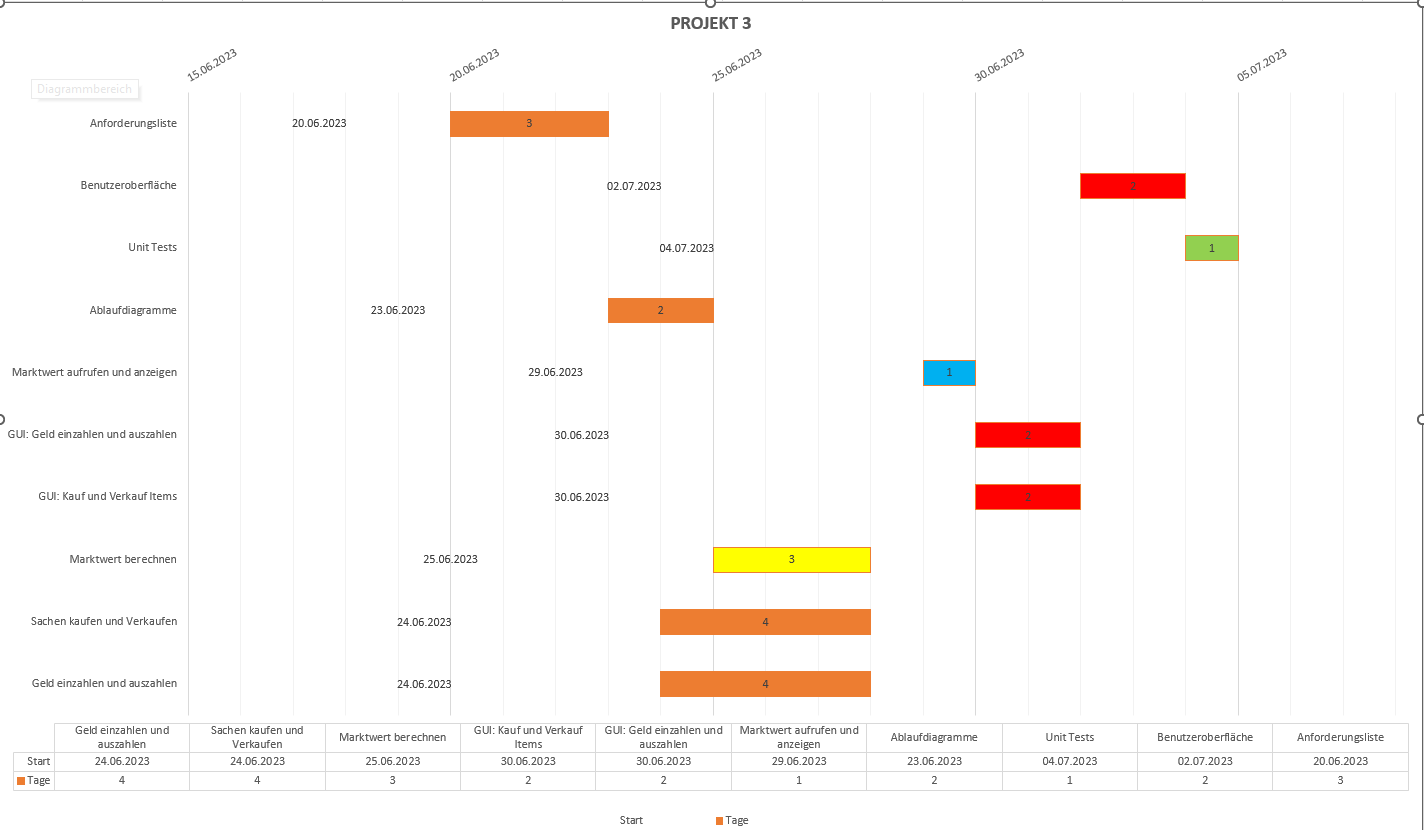 PROJEKT 3
15.06.2023 20.06.2023 25.06.2023 30.06.2023 05.07.2023
Diagrammbereich
Anforderungsliste 20.06.2023 3
Benutzeroberfläche 02.07.2023 2
Unit Tests 04.07.2023 1
Ablaufdiagramme 23.06.2023 2
Marktwert aufrufen und anzeigen 29.06.2023 1
GUI: Geld einzahlen und auszahlen 30.06.2023 2
GUI: Kauf und Verkauf Items 30.06.2023 2
Marktwert berechnen 25.06.2023 3
Sachen kaufen und Verkaufen 24.06.2023 4
Geld einzahlen und auszahlen 24.06.2023 4
Geld einzahlen und auszahlen Sachen kaufen und Verkaufen Marktwert berechnen GUI: Kauf und Verkauf Items GUI: Geld einzahlen und auszahlen Marktwert aufrufen und anzeigen Ablaufdiagramme Unit Tests Benutzeroberfläche Anforderungsliste
Start 24.06.2023 24.06.2023 25.06.2023 30.06.2023 30.06.2023 29.06.2023 23.06.2023 04.07.2023 02.07.2023 20.06.2023
Tage 4 4 3 2 2 1 2 1 2 3
Start Tage